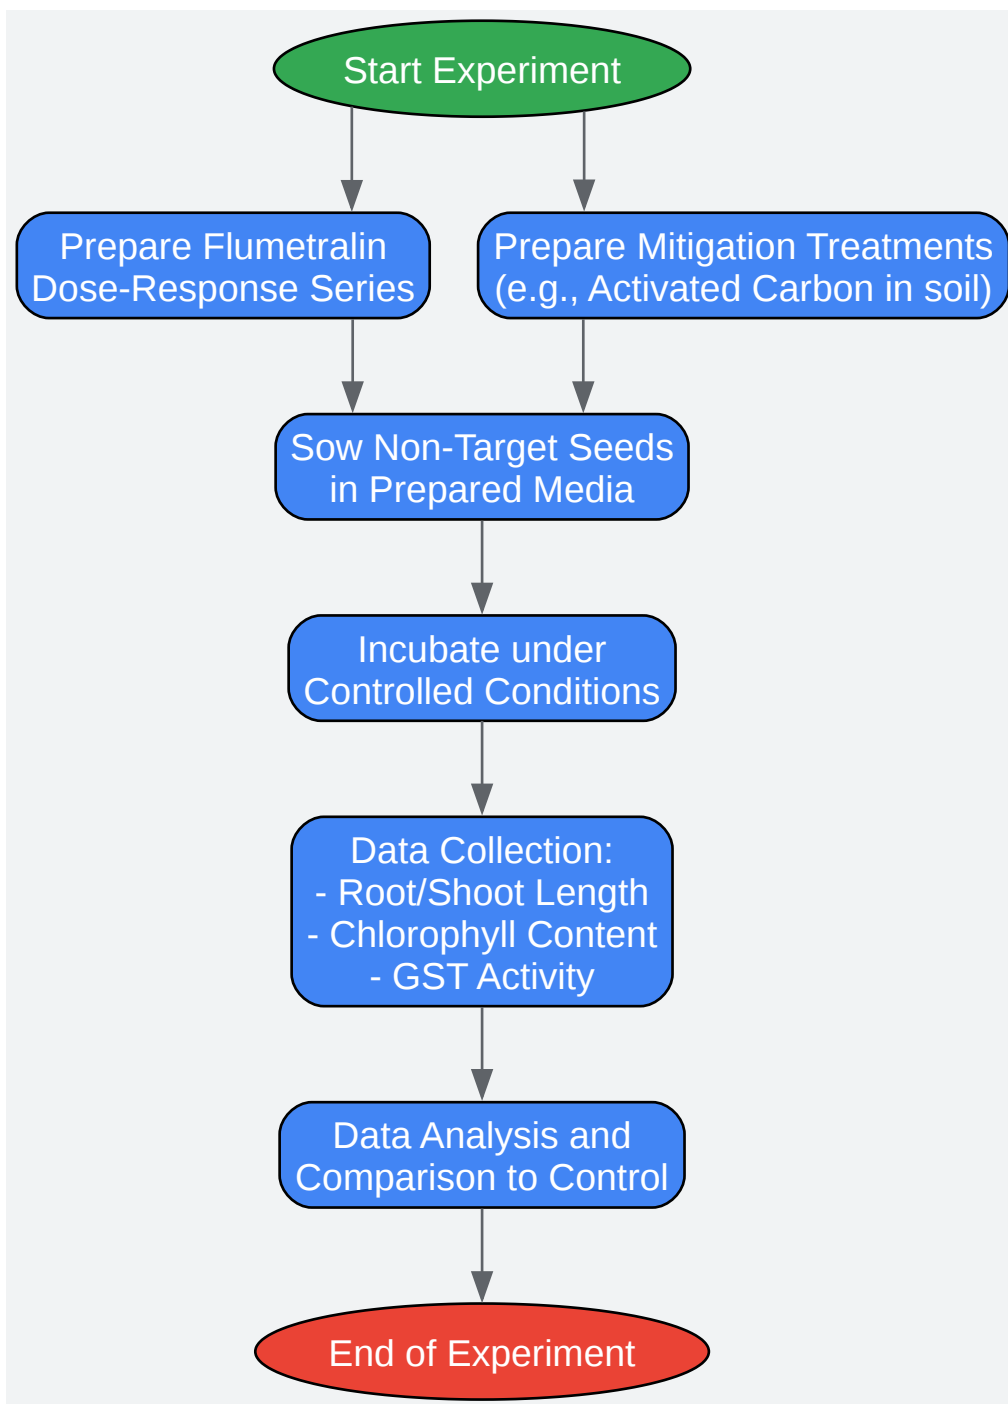 Start Experiment
Prepare Flumetralin
Dose-Response Series
Prepare Mitigation Treatments
(e.g., Activated Carbon in soil)
Sow Non-Target Seeds
in Prepared Media
Incubate under
Controlled Conditions
Data Collection:
- Root/Shoot Length
- Chlorophyll Content
- GST Activity
Data Analysis and
Comparison to Control
End of Experiment